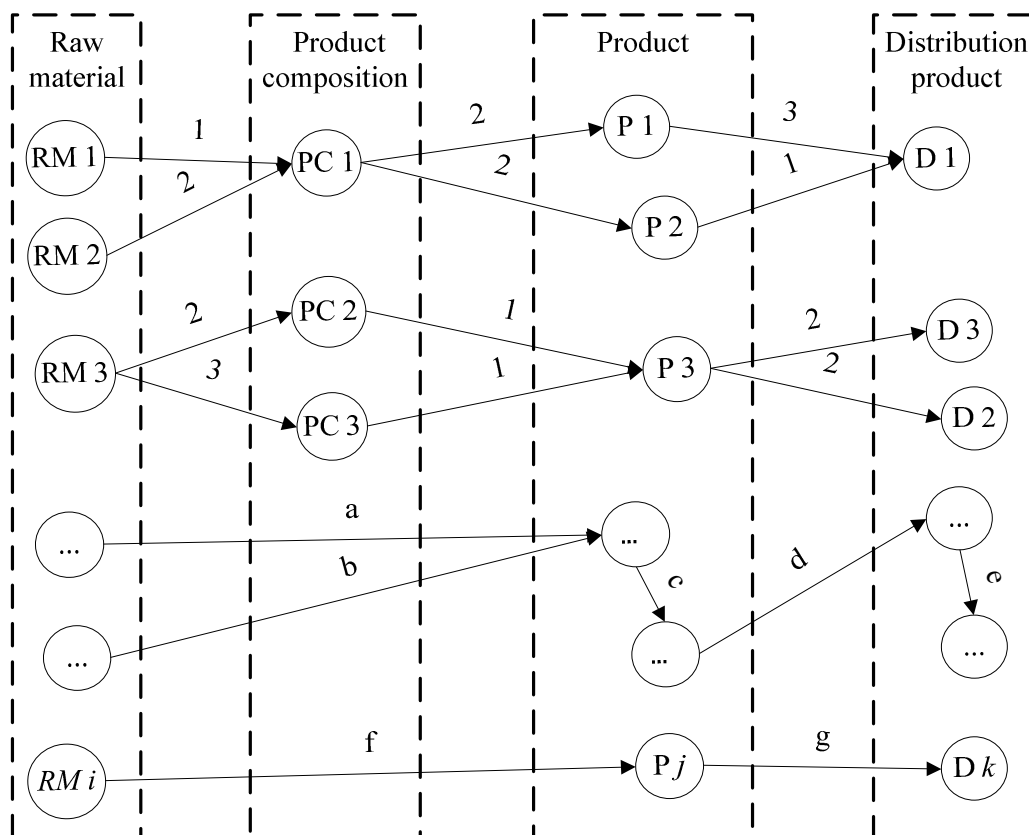 Raw
material
Product
composition
Product
Distribution
product
RM 1
1
PC 1
2
P 1
3
D 1
RM 2
2
2
P 2
1
RM 3
2
3
PC 2
PC 3
1
1
P 3
2
2
D 3
D 2
...
a
...
...
b
c
...
d
...
e
...
RM i
f
P j
g
D k